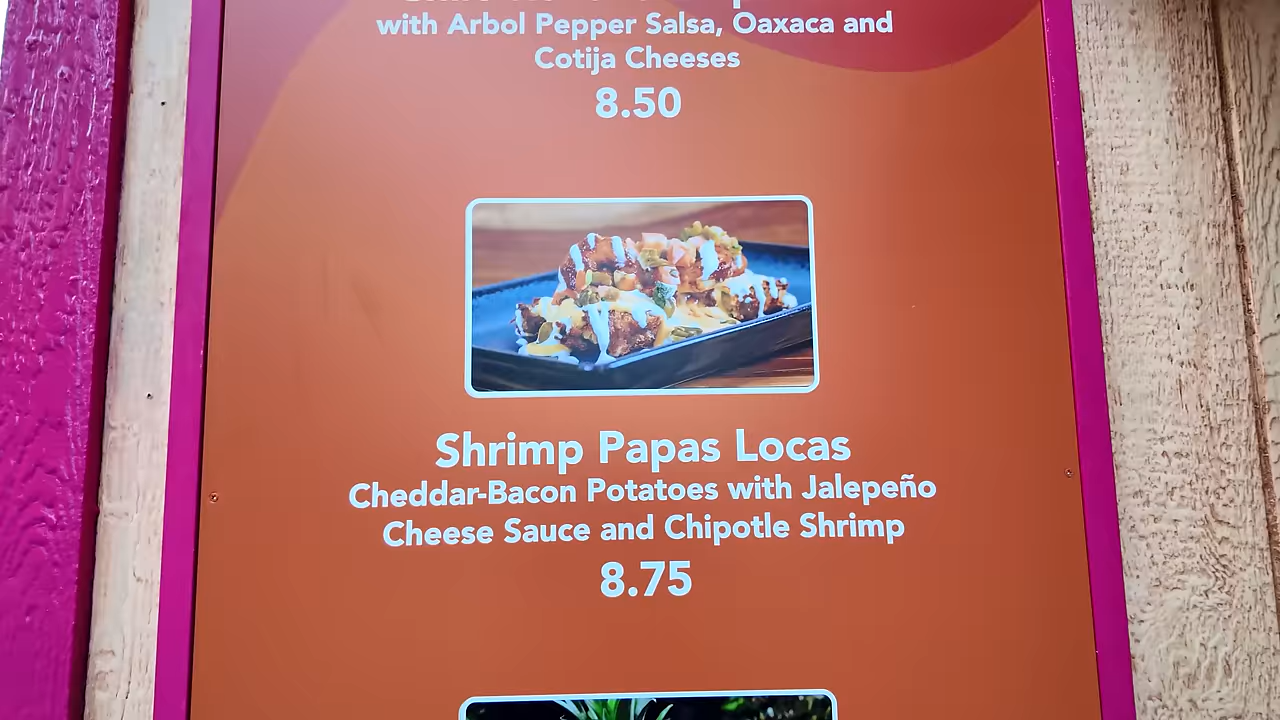 with Arbol Pepper Salsa, Oaxaca and
Cotija Cheeses
8.50
Shrimp Papas Locas
Cheddar-Bacon Potatoes with Jalepeño
Cheese Sauce and Chipotle Shrimp
8.75